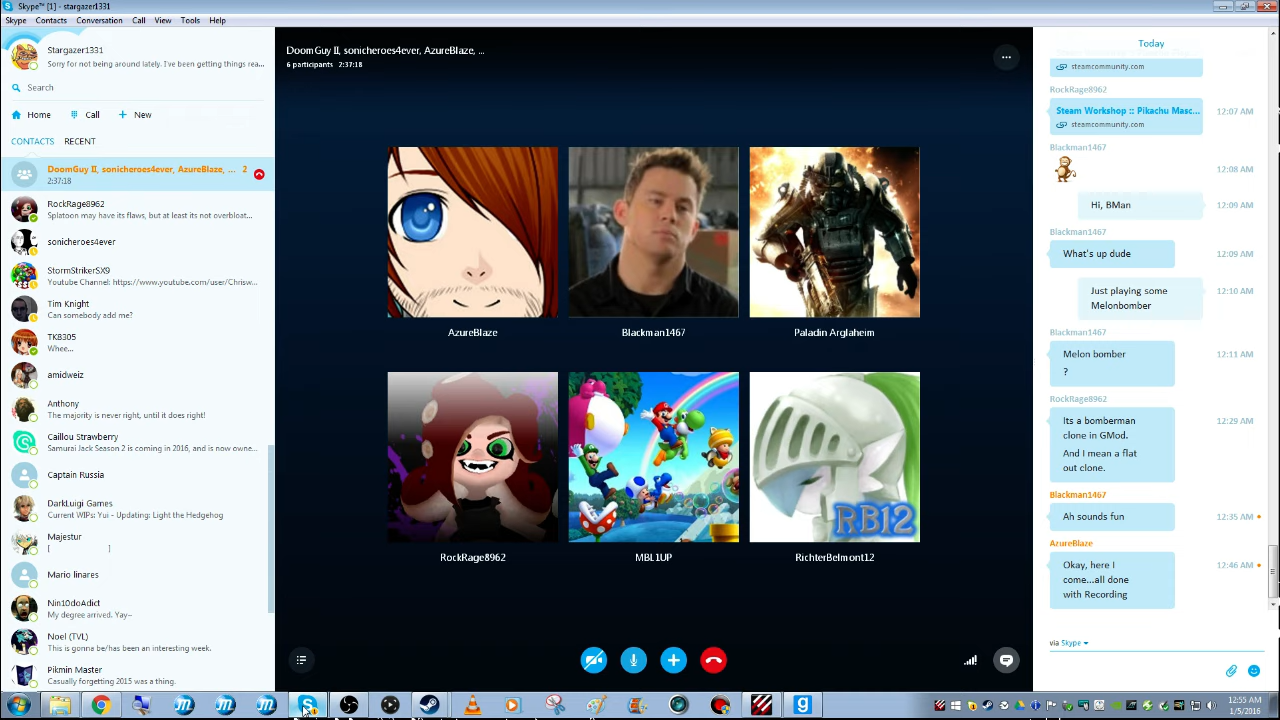 Skype™ [1] - stargazer1331
Skype Contacts Conversation Call View Tools Help
Stargazer1331
Sorry for not being around lately. I've been getting things rea...
Search
Home Call New
CONTACTS RECENT
DoomGuy II, sonicheroes4ever, AzureBlaze, ... 2
2:37:18
RockRage8962
Splatoon may have its flaws, but at least its not overbloat...
sonicheroes4ever
StormStrikerSX9
Youtube Channel: https://www.youtube.com/user/Chrisw...
Tim Knight
Can somebody add me?
TKB305
Whee...
amidweiz
Anthony
The majority is never right, until it does right!
Caillou Strawberry
Samurai Jack Season 2 is coming in 2016, and is now owne...
Captain Russia
DarkLuigi Games
Current WIPs: Yui - Updating: Light the Hedgehog
Majestur
[ ]
Mario linares
Nin10doAdict
My degree arrived. Yay~
Noel (TVL)
This is gonna be/has been an interesting week.
Pikmin Master
Casually forgetting 2015 was a thing.
DoomGuy II, sonicheroes4ever, AzureBlaze, ...
6 participants 2:37:18
AzureBlaze
Blackman1467
Paladin Arglaheim
RB12
RockRage8962
MBL1UP
RichterBelmont12
Today
steamcommunity.com
RockRage8962
Steam Workshop :: Pikachu Masc...
steamcommunity.com
12:07 AM
Blackman1467
12:08 AM
Hi, BMan
12:09 AM
Blackman1467
What's up dude
12:09 AM
Just playing some
Melonbomber
12:10 AM
Blackman1467
Melon bomber
?
12:11 AM
RockRage8962
Its a bomberman
clone in GMod.
And I mean a flat
out clone.
12:29 AM
Blackman1467
Ah sounds fun
12:35 AM
AzureBlaze
Okay, here I
come...all done
with Recording
12:46 AM
via Skype
12:55 AM
1/5/2016